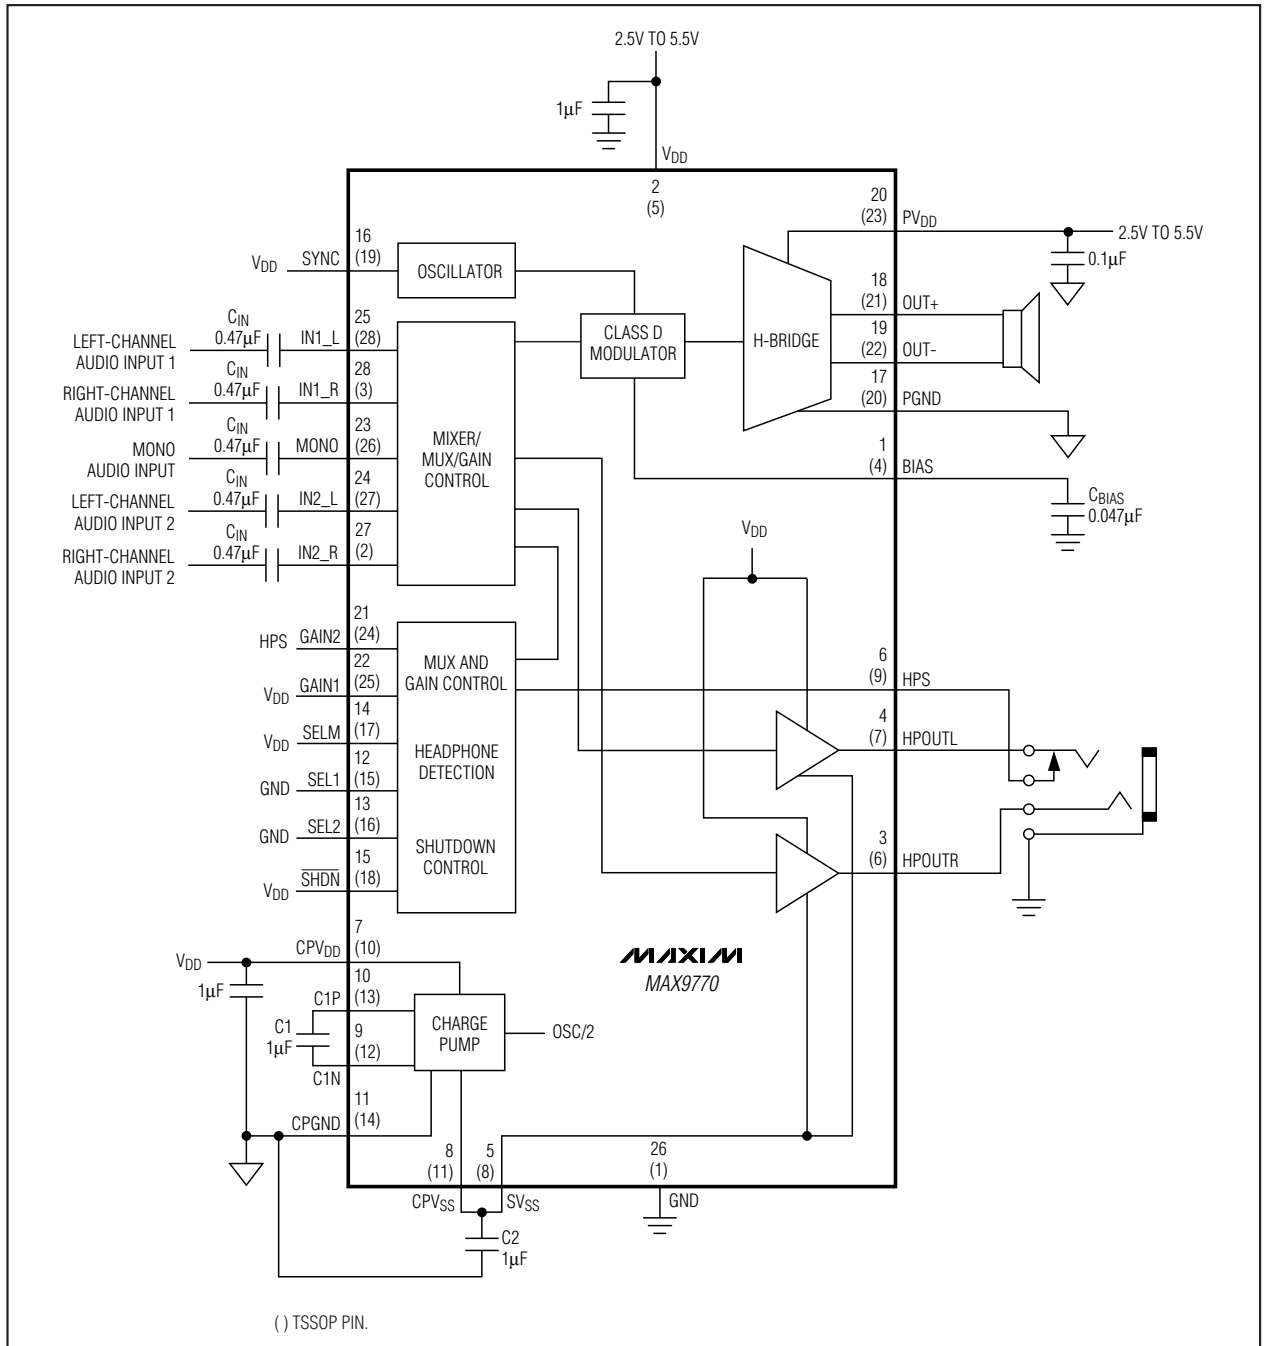 2.5V TO 5.5V
1µF
VDD
2
(5)
20
(23)
PVDD
2.5V TO 5.5V
0.1µF
16
(19)
VDD
SYNC
OSCILLATOR
18
(21)
OUT+
CLASS D
MODULATOR
H-BRIDGE
19
(22)
OUT-
17
(20)
PGND
1
(4)
BIAS
CBIAS
0.047µF
LEFT-CHANNEL
AUDIO INPUT 1
CIN
0.47µF
IN1_L
25
(28)
RIGHT-CHANNEL
AUDIO INPUT 1
CIN
0.47µF
IN1_R
28
(3)
MONO
AUDIO INPUT
CIN
0.47µF
MONO
23
(26)
LEFT-CHANNEL
AUDIO INPUT 2
CIN
0.47µF
IN2_L
24
(27)
RIGHT-CHANNEL
AUDIO INPUT 2
CIN
0.47µF
IN2_R
27
(2)
MIXER/
MUX/GAIN
CONTROL
VDD
HPS
GAIN2
21
(24)
VDD
GAIN1
22
(25)
VDD
SELM
14
(17)
GND
SEL1
12
(15)
GND
SEL2
13
(16)
VDD
SHDN
15
(18)
MUX AND
GAIN CONTROL
HEADPHONE
DETECTION
SHUTDOWN
CONTROL
6
(9)
HPS
4
(7)
HPOUTL
3
(6)
HPOUTR
MAXIM
MAX9770
VDD
CPVDD
7
(10)
1µF
C1P
10
(13)
C1
1µF
9
(12)
C1N
CHARGE
PUMP
OSC/2
CPGND
11
(14)
8
(11)
CPVSS
5
(8)
SVSS
26
(1)
GND
C2
1µF
( ) TSSOP PIN.